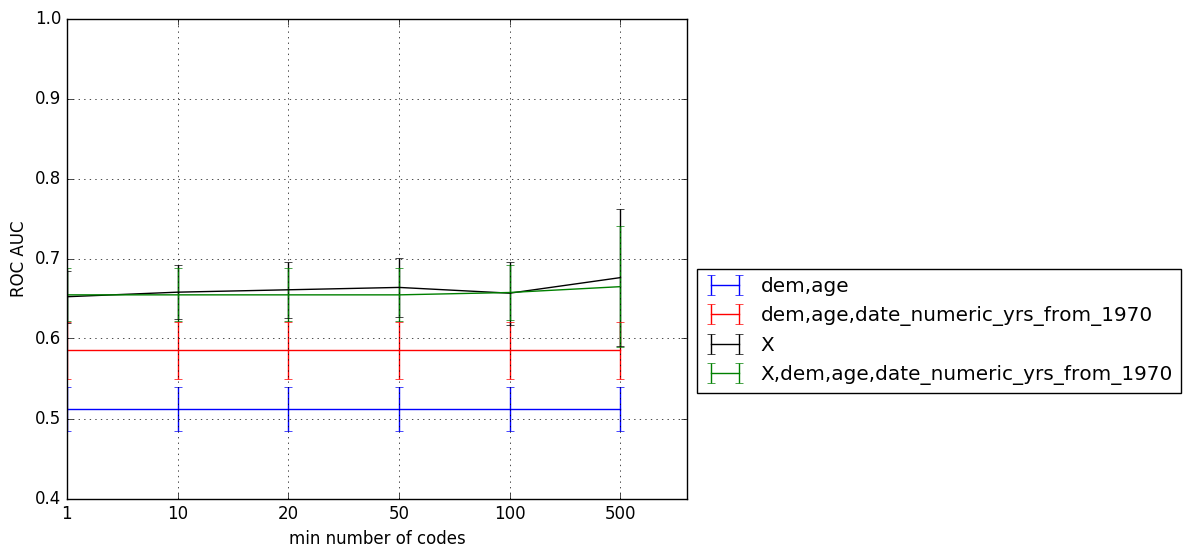 1.0
0.9
0.8
0.7
0.6
0.5
0.4
ROC AUC
1 10 20 50 100 500
min number of codes
dem,age
dem,age,date_numeric_yrs_from_1970
X
X,dem,age,date_numeric_yrs_from_1970